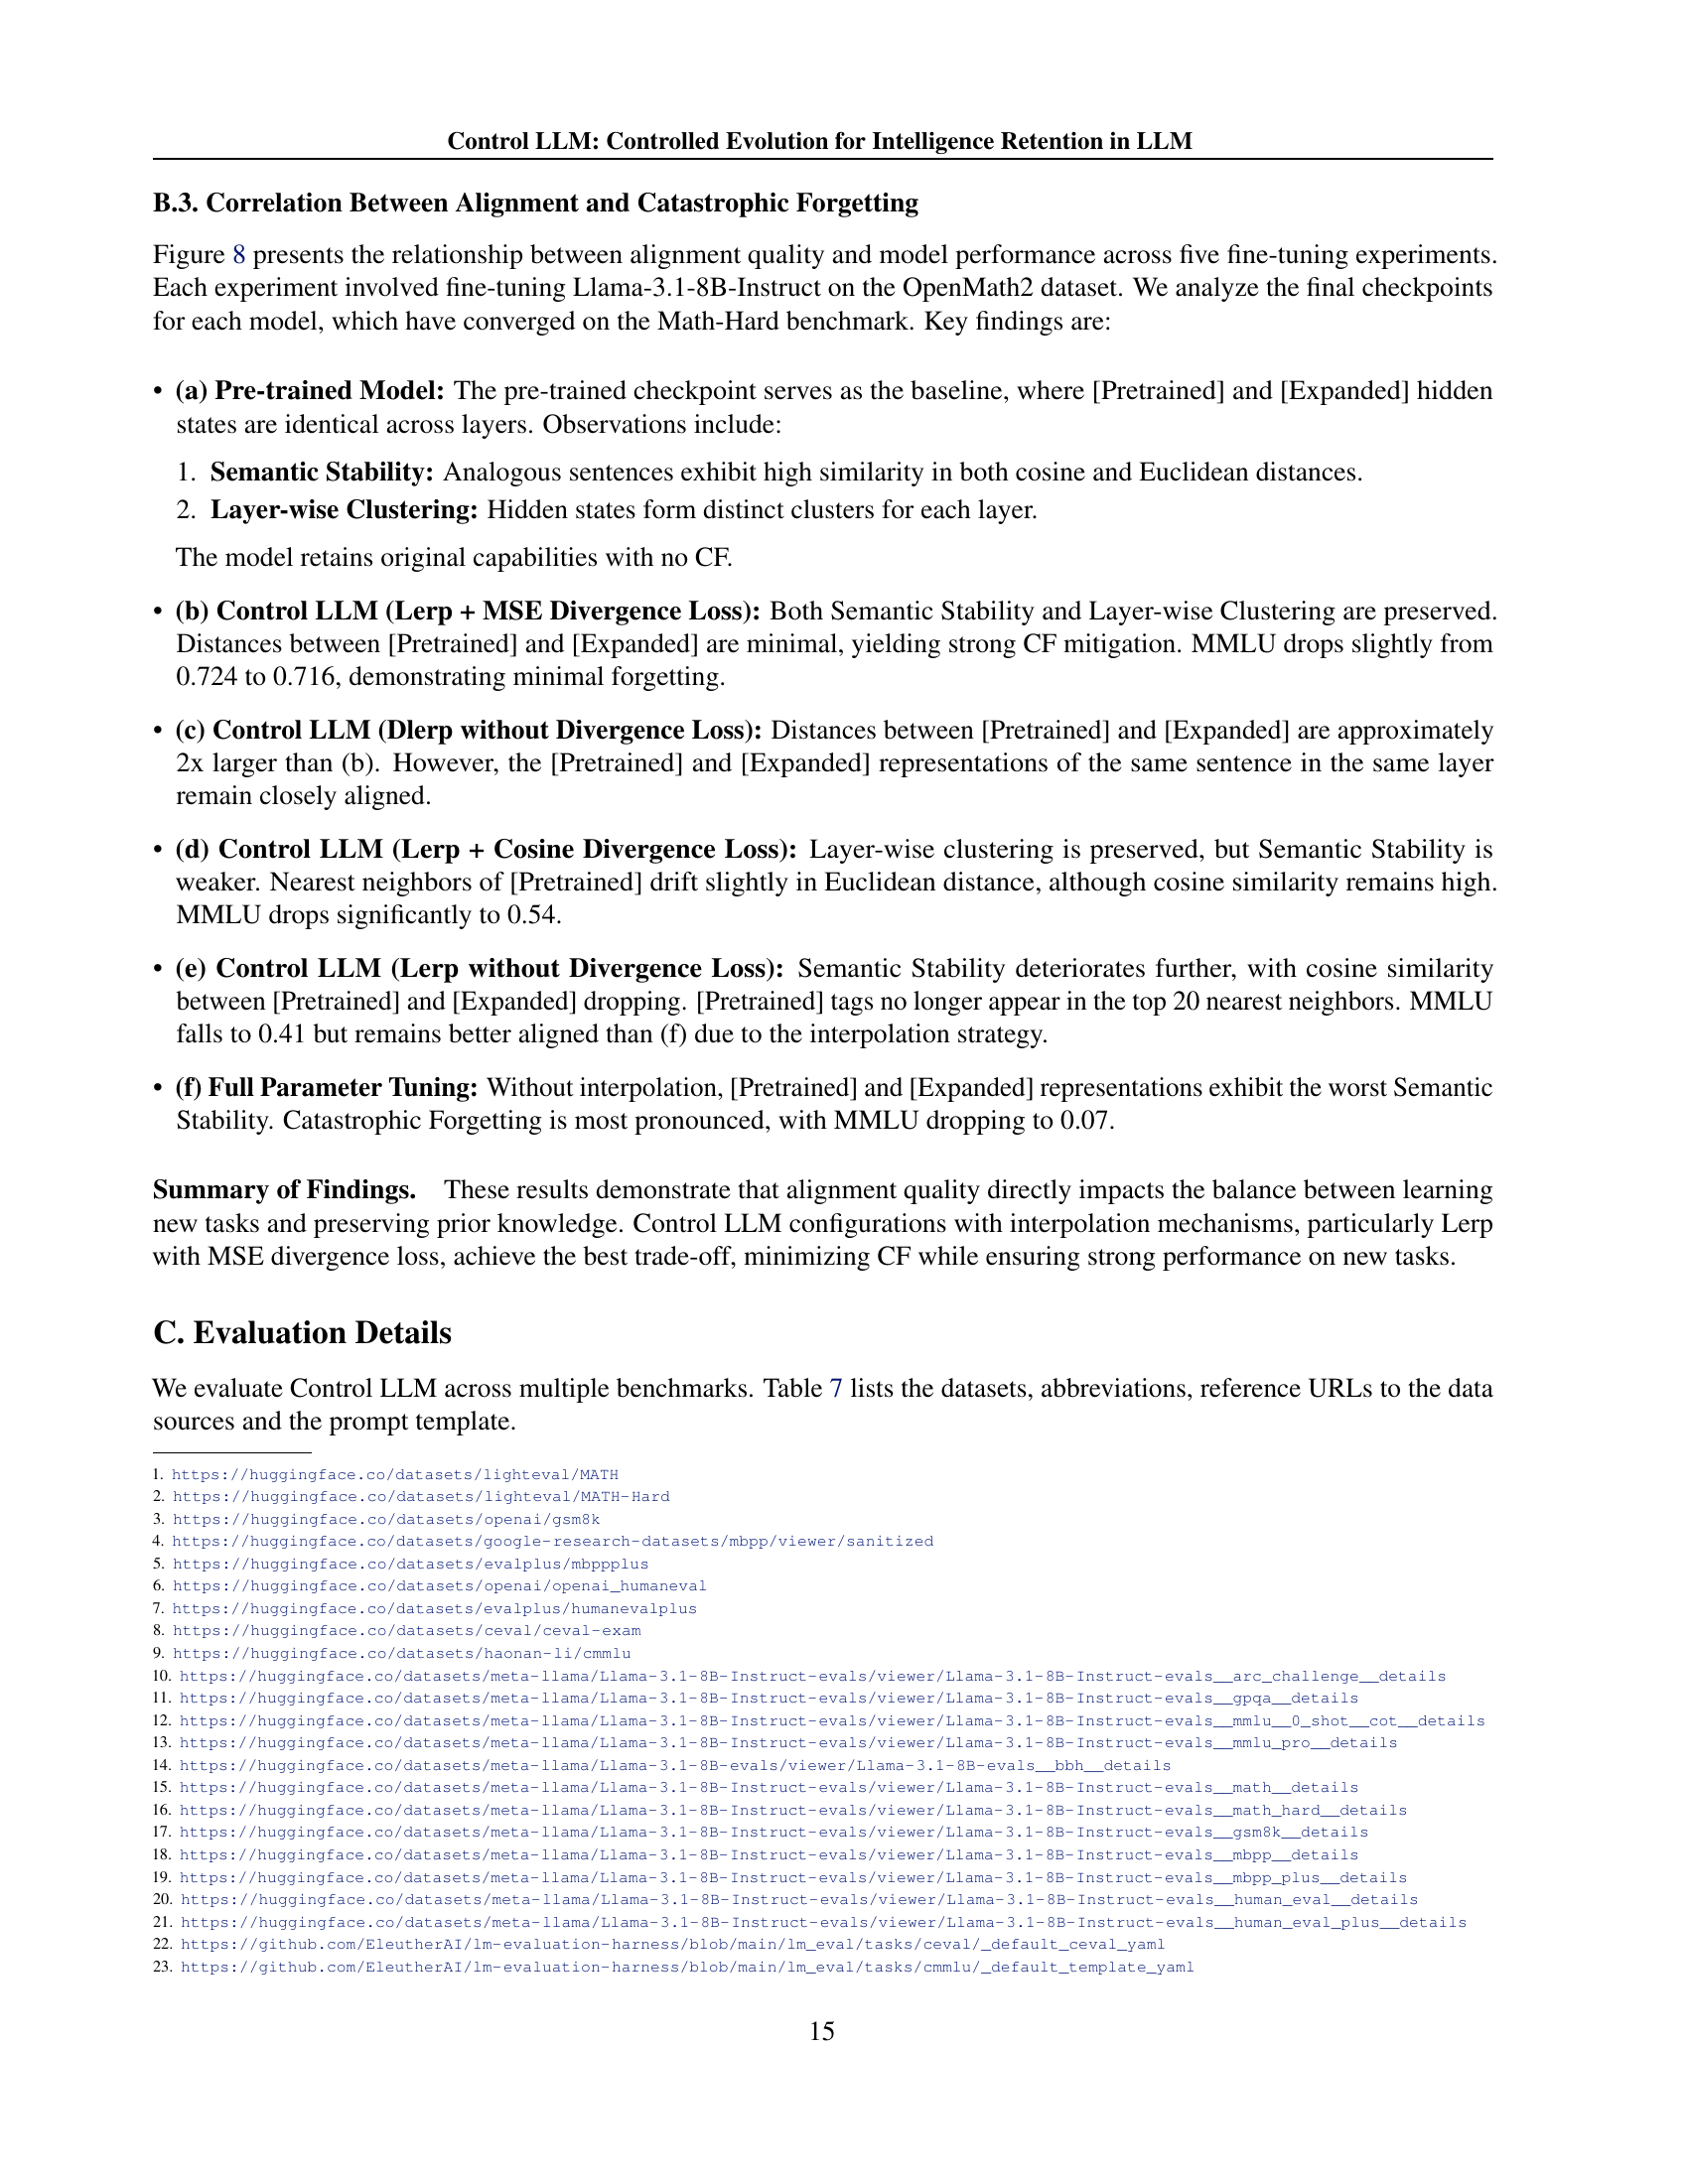 Control LLM: Controlled Evolution for Intelligence Retention in LLM
B.3. Correlation Between Alignment and Catastrophic Forgetting
Figure 8 presents the relationship between alignment quality and model performance across five fine-tuning experiments.
Each experiment involved fine-tuning Llama-3.1-8B-Instruct on the OpenMath2 dataset. We analyze the final checkpoints
for each model, which have converged on the Math-Hard benchmark. Key findings are:
• (a) Pre-trained Model: The pre-trained checkpoint serves as the baseline, where [Pretrained] and [Expanded] hidden
states are identical across layers. Observations include:
1. Semantic Stability: Analogous sentences exhibit high similarity in both cosine and Euclidean distances.
2. Layer-wise Clustering: Hidden states form distinct clusters for each layer.
The model retains original capabilities with no CF.
• (b) Control LLM (Lerp + MSE Divergence Loss): Both Semantic Stability and Layer-wise Clustering are preserved.
Distances between [Pretrained] and [Expanded] are minimal, yielding strong CF mitigation. MMLU drops slightly from
0.724 to 0.716, demonstrating minimal forgetting.
• (c) Control LLM (Dlerp without Divergence Loss): Distances between [Pretrained] and [Expanded] are approximately
2x larger than (b). However, the [Pretrained] and [Expanded] representations of the same sentence in the same layer
remain closely aligned.
• (d) Control LLM (Lerp + Cosine Divergence Loss): Layer-wise clustering is preserved, but Semantic Stability is
weaker. Nearest neighbors of [Pretrained] drift slightly in Euclidean distance, although cosine similarity remains high.
MMLU drops significantly to 0.54.
• (e) Control LLM (Lerp without Divergence Loss): Semantic Stability deteriorates further, with cosine similarity
between [Pretrained] and [Expanded] dropping. [Pretrained] tags no longer appear in the top 20 nearest neighbors. MMLU
falls to 0.41 but remains better aligned than (f) due to the interpolation strategy.
• (f) Full Parameter Tuning: Without interpolation, [Pretrained] and [Expanded] representations exhibit the worst Semantic
Stability. Catastrophic Forgetting is most pronounced, with MMLU dropping to 0.07.
Summary of Findings. These results demonstrate that alignment quality directly impacts the balance between learning
new tasks and preserving prior knowledge. Control LLM configurations with interpolation mechanisms, particularly Lerp
with MSE divergence loss, achieve the best trade-off, minimizing CF while ensuring strong performance on new tasks.
C. Evaluation Details
We evaluate Control LLM across multiple benchmarks. Table 7 lists the datasets, abbreviations, reference URLs to the data
sources and the prompt template.
1. https://huggingface.co/datasets/lighteval/MATH
2. https://huggingface.co/datasets/lighteval/MATH-Hard
3. https://huggingface.co/datasets/openai/gsm8k
4. https://huggingface.co/datasets/google-research-datasets/mbpp/viewer/sanitized
5. https://huggingface.co/datasets/evalplus/mbppplus
6. https://huggingface.co/datasets/openai/openai_humaneval
7. https://huggingface.co/datasets/evalplus/humanevalplus
8. https://huggingface.co/datasets/ceval/ceval-exam
9. https://huggingface.co/datasets/haonan-li/cmmlu
10. https://huggingface.co/datasets/meta-llama/Llama-3.1-8B-Instruct-evals/viewer/Llama-3.1-8B-Instruct-evals__arc_challenge__details
11. https://huggingface.co/datasets/meta-llama/Llama-3.1-8B-Instruct-evals/viewer/Llama-3.1-8B-Instruct-evals__gpqa__details
12. https://huggingface.co/datasets/meta-llama/Llama-3.1-8B-Instruct-evals/viewer/Llama-3.1-8B-Instruct-evals__mmlu__0_shot__cot__details
13. https://huggingface.co/datasets/meta-llama/Llama-3.1-8B-Instruct-evals/viewer/Llama-3.1-8B-Instruct-evals__mmlu_pro__details
14. https://huggingface.co/datasets/meta-llama/Llama-3.1-8B-evals/viewer/Llama-3.1-8B-evals__bbh__details
15. https://huggingface.co/datasets/meta-llama/Llama-3.1-8B-Instruct-evals/viewer/Llama-3.1-8B-Instruct-evals__math__details
16. https://huggingface.co/datasets/meta-llama/Llama-3.1-8B-Instruct-evals/viewer/Llama-3.1-8B-Instruct-evals__math_hard__details
17. https://huggingface.co/datasets/meta-llama/Llama-3.1-8B-Instruct-evals/viewer/Llama-3.1-8B-Instruct-evals__gsm8k__details
18. https://huggingface.co/datasets/meta-llama/Llama-3.1-8B-Instruct-evals/viewer/Llama-3.1-8B-Instruct-evals__mbpp__details
19. https://huggingface.co/datasets/meta-llama/Llama-3.1-8B-Instruct-evals/viewer/Llama-3.1-8B-Instruct-evals__mbpp_plus__details
20. https://huggingface.co/datasets/meta-llama/Llama-3.1-8B-Instruct-evals/viewer/Llama-3.1-8B-Instruct-evals__human_eval__details
21. https://huggingface.co/datasets/meta-llama/Llama-3.1-8B-Instruct-evals/viewer/Llama-3.1-8B-Instruct-evals__human_eval_plus__details
22. https://github.com/EleutherAI/lm-evaluation-harness/blob/main/lm_eval/tasks/ceval/_default_ceval_yaml
23. https://github.com/EleutherAI/lm-evaluation-harness/blob/main/lm_eval/tasks/cmmlu/_default_template_yaml
15